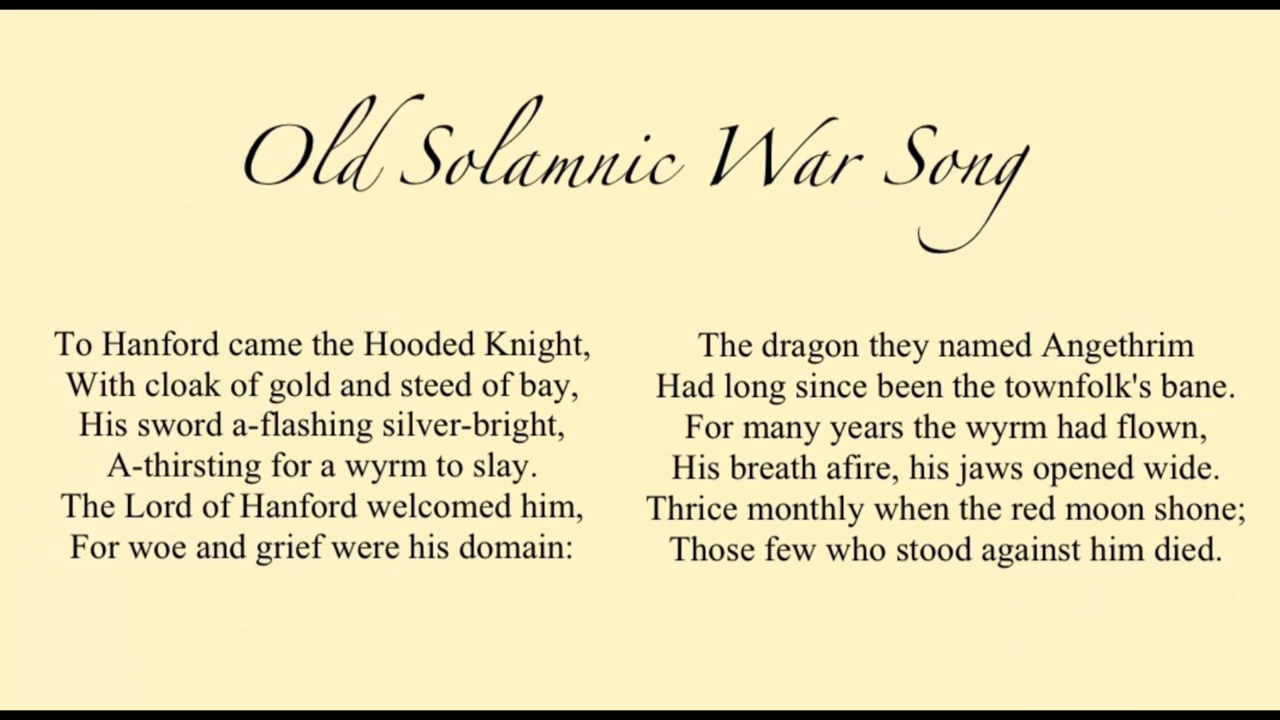 Old Solamnic War Song
To Hanford came the Hooded Knight,
With cloak of gold and steed of bay,
His sword a-flashing silver-bright,
A-thirsting for a wyrm to slay.
The Lord of Hanford welcomed him,
For woe and grief were his domain:
The dragon they named Angethrim
Had long since been the townfolk's bane.
For many years the wyrm had flown,
His breath afire, his jaws opened wide.
Thrice monthly when the red moon shone;
Those few who stood against him died.